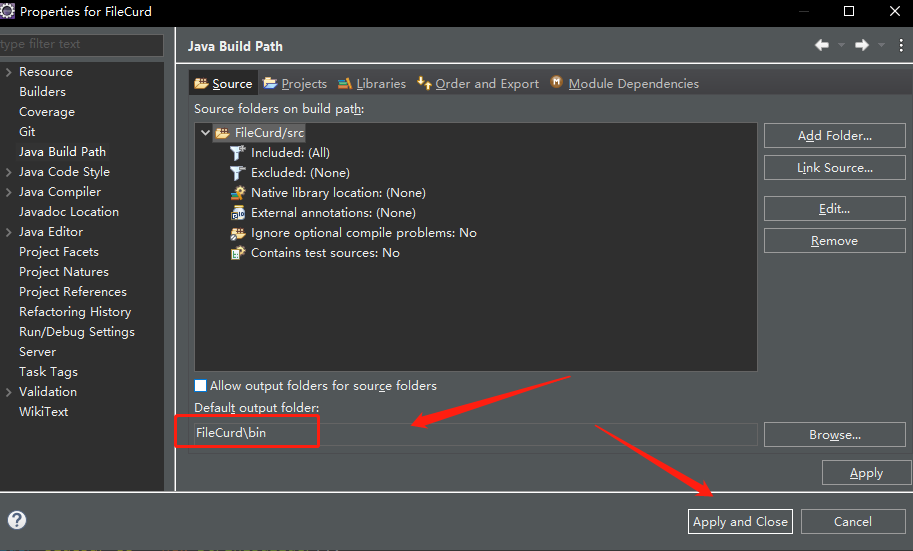 Properties for FileCurd
type filter text
Resource
Builders
Coverage
Git
Java Build Path
Java Code Style
Java Compiler
Javadoc Location
Java Editor
Project Facets
Project Natures
Project References
Refactoring History
Run/Debug Settings
Server
Task Tags
Validation
WikiText
Java Build Path
Source Projects Libraries Order and Export Module Dependencies
Source folders on build path:
FileCurd/src
Included: (All)
Excluded: (None)
Native library location: (None)
External annotations: (None)
Ignore optional compile problems: No
Contains test sources: No
Add Folder...
Link Source...
Edit...
Remove
Allow output folders for source folders
Default output folder:
FileCurd\bin
Browse...
Apply
Apply and Close
Cancel